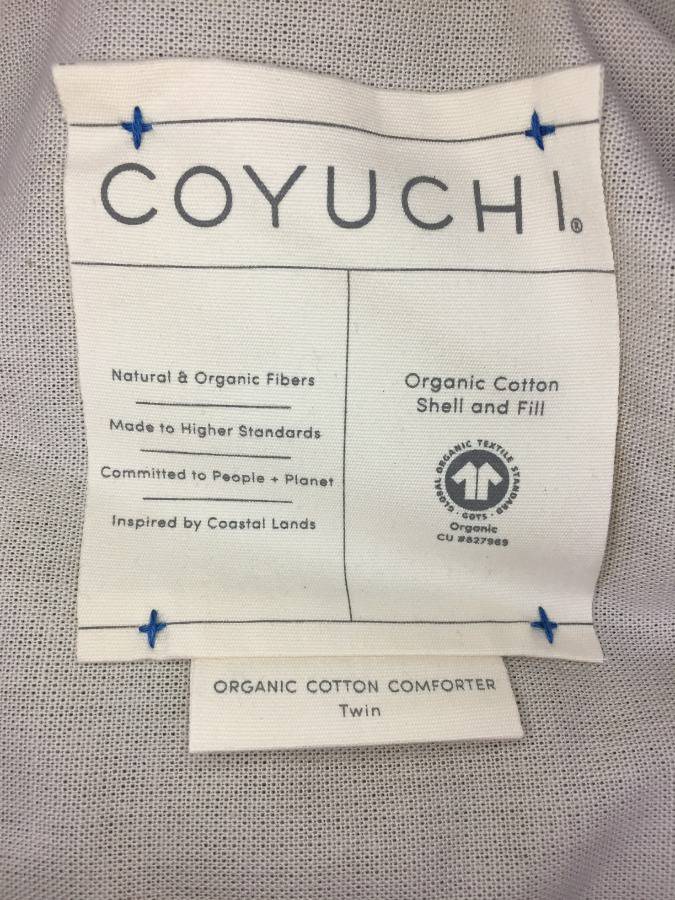 COYUCHI®
Natural & Organic Fibers
Made to Higher Standards
Committed to People + Planet
Inspired by Coastal Lands
Organic Cotton
Shell and Fill
GLOBAL ORGANIC TEXTILE STANDARD
· GOTS ·
Organic
CU #827969
ORGANIC COTTON COMFORTER
Twin